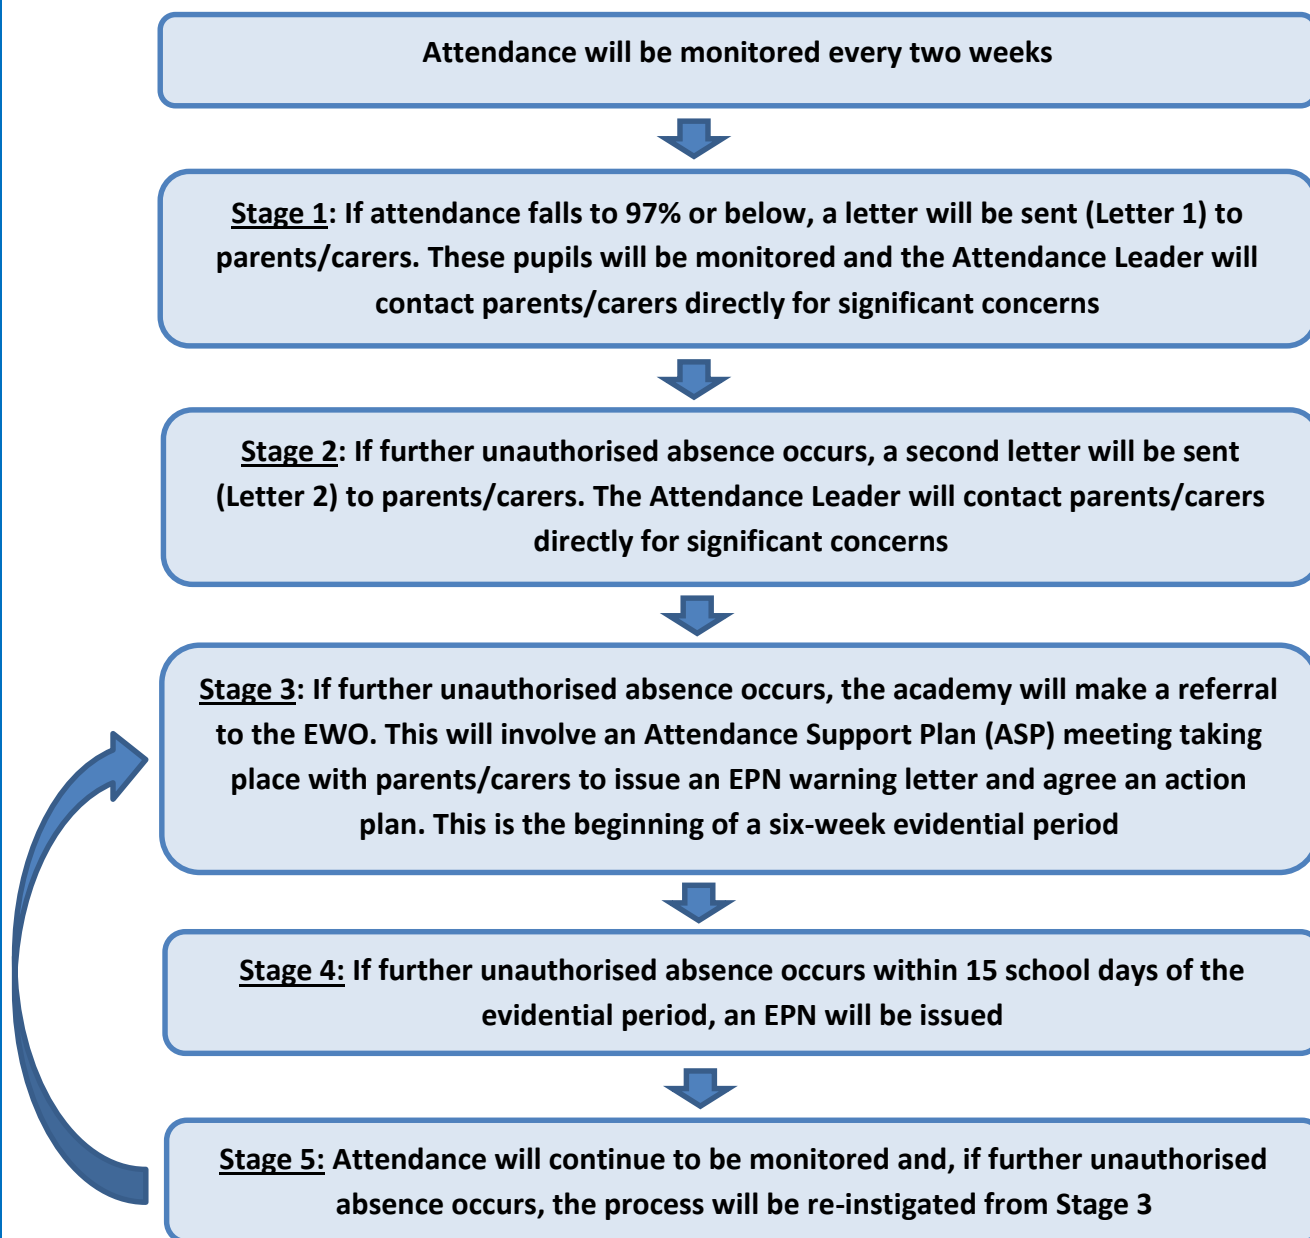 Attendance will be monitored every two weeks
Stage 1: If attendance falls to 97% or below, a letter will be sent (Letter 1) to
parents/carers. These pupils will be monitored and the Attendance Leader will
contact parents/carers directly for significant concerns
Stage 2: If further unauthorised absence occurs, a second letter will be sent
(Letter 2) to parents/carers. The Attendance Leader will contact parents/carers
directly for significant concerns
Stage 3: If further unauthorised absence occurs, the academy will make a referral
to the EWO. This will involve an Attendance Support Plan (ASP) meeting taking
place with parents/carers to issue an EPN warning letter and agree an action
plan. This is the beginning of a six-week evidential period
Stage 4: If further unauthorised absence occurs within 15 school days of the
evidential period, an EPN will be issued
Stage 5: Attendance will continue to be monitored and, if further unauthorised
absence occurs, the process will be re-instigated from Stage 3